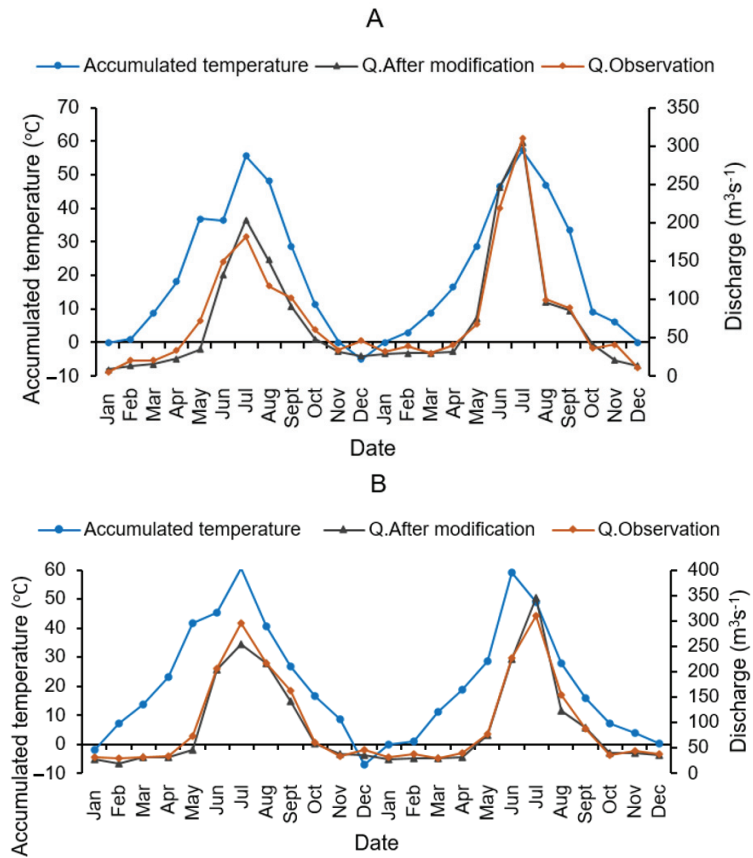 A
Accumulated temperature Q.After modification Q.Observation
Accumulated temperature (℃)
70
60
50
40
30
20
10
0
−10
350
300
250
200
150
100
50
0
Discharge (m³s⁻¹)
Jan Feb Mar Apr May Jun Jul Aug Sept Oct Nov Dec Jan Feb Mar Apr May Jun Jul Aug Sept Oct Nov Dec
Date
B
Accumulated temperature Q.After modification Q.Observation
Accumulated temperature (℃)
60
50
40
30
20
10
0
−10
400
350
300
250
200
150
100
50
0
Discharge (m³s⁻¹)
Jan Feb Mar Apr May Jun Jul Aug Sept Oct Nov Dec Jan Feb Mar Apr May Jun Jul Aug Sept Oct Nov Dec
Date